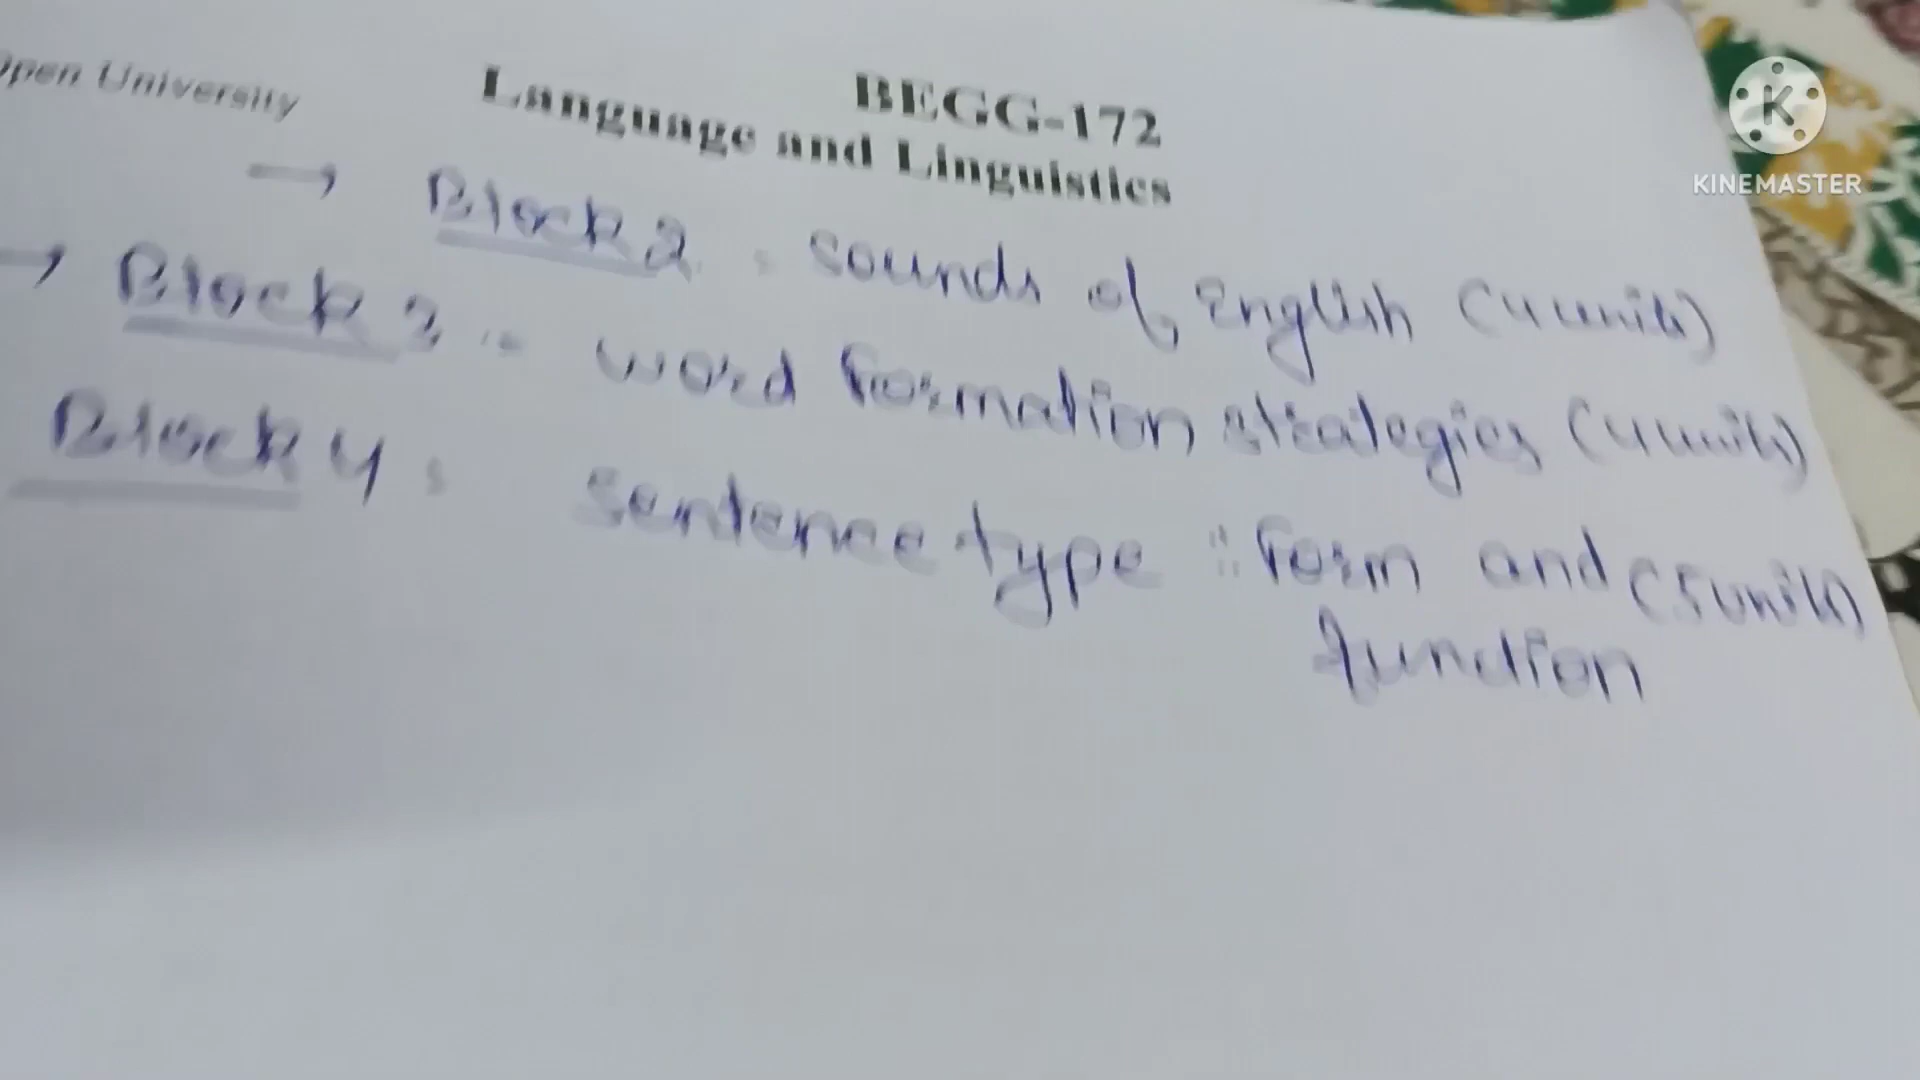 Open University
BEGG-172
Language and Linguistics
→ Block 2 : sounds of English (4 units)
→ Block 3 :- word formation strategies (4 units)
Block 4 : sentence type : form and (5 units)
function
K
KINEMASTER